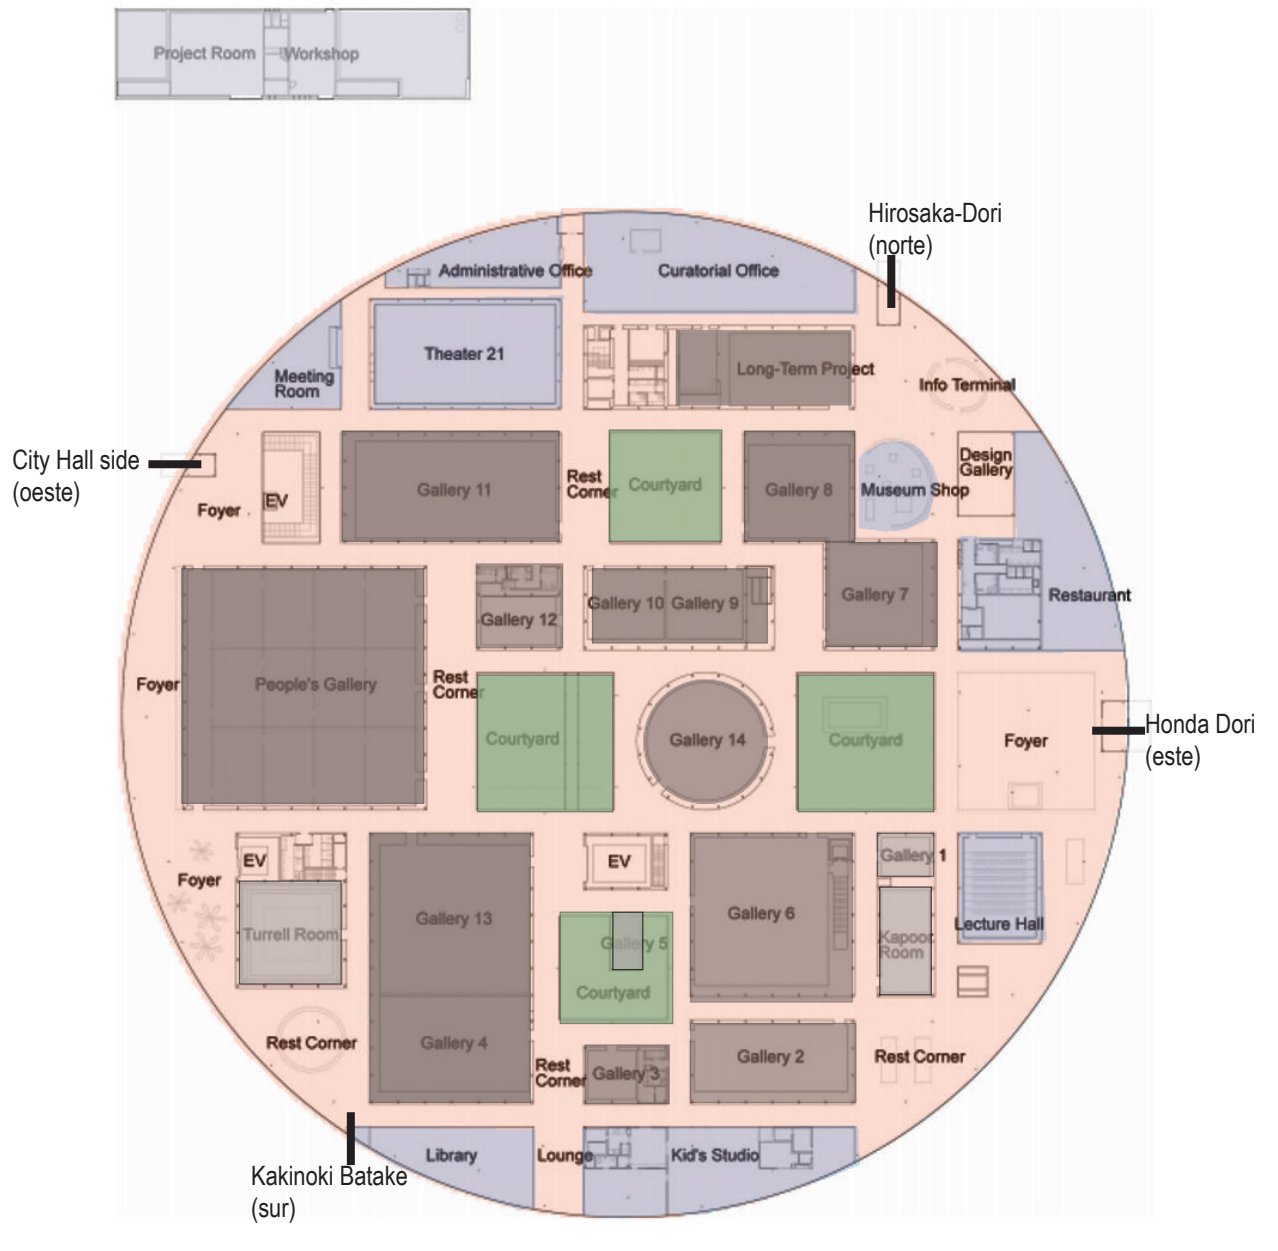 Project Room
Workshop
Hirosaka-Dori
(norte)
Administrative Office
Curatorial Office
Theater 21
Long-Term Project
Meeting
Room
Info Terminal
City Hall side
(oeste)
Foyer
EV
Gallery 11
Rest
Corner
Courtyard
Gallery 8
Museum Shop
Design
Gallery
Gallery 12
Gallery 10
Gallery 9
Gallery 7
Restaurant
Foyer
People's Gallery
Rest
Corner
Courtyard
Gallery 14
Courtyard
Foyer
Honda Dori
(este)
Foyer
EV
Turrell Room
Gallery 13
EV
Gallery 5
Courtyard
Gallery 6
Gallery 1
Kapoor
Room
Lecture Hall
Rest Corner
Gallery 4
Rest
Corner
Gallery 3
Gallery 2
Rest Corner
Kakinoki Batake
(sur)
Library
Lounge
Kid's Studio